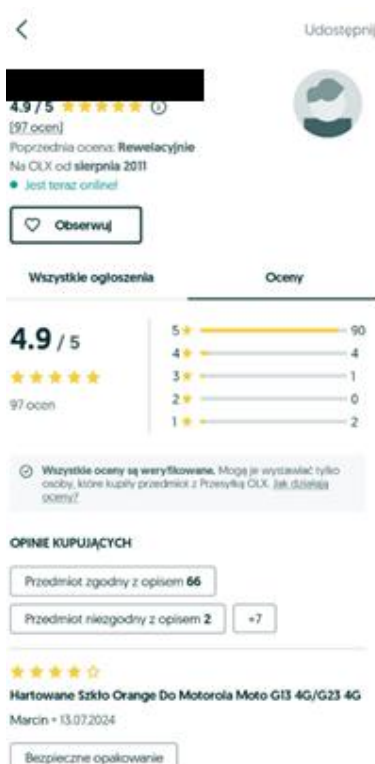 Udostępnij
4.9 / 5
[97 ocen]
Poprzednia ocena: Rewelacyjnie
Na OLX od sierpnia 2011
Jest teraz online!
Obserwuj
Wszystkie ogłoszenia Oceny
4.9 / 5
97 ocen
5 90
4 4
3 1
2 0
1 2
Wszystkie oceny są weryfikowane. Mogą je wystawiać tylko
osoby, które kupiły przedmiot z Przesyłką OLX. Jak działają
oceny?
OPINIE KUPUJĄCYCH
Przedmiot zgodny z opisem 66
Przedmiot niezgodny z opisem 2 +7
Hartowane Szkło Orange Do Motorola Moto G13 4G/G23 4G
Marcin • 13.07.2024
Bezpieczne opakowanie